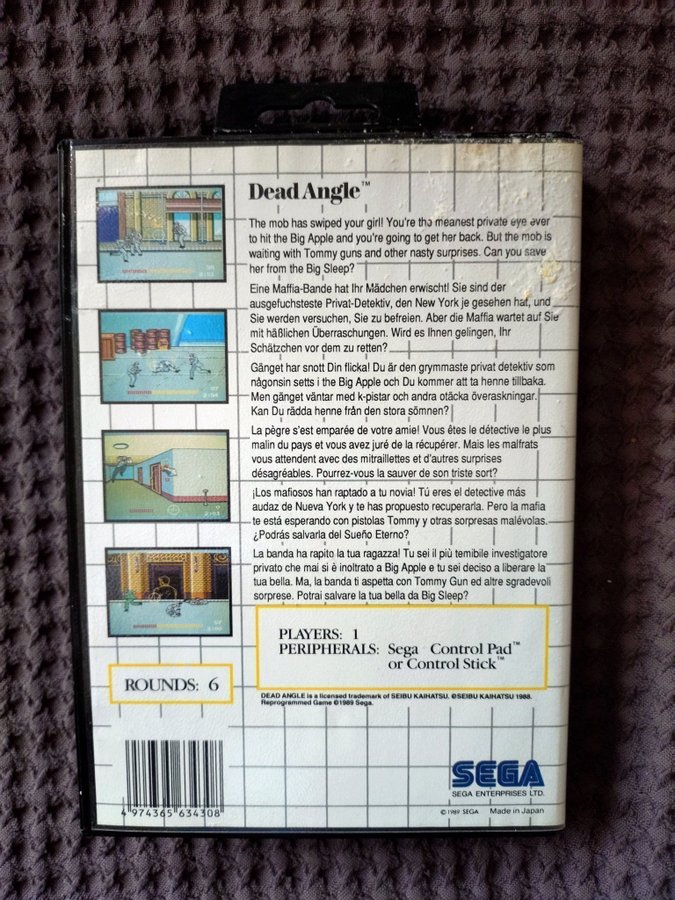 Dead Angle™
The mob has swiped your girl! You're the meanest private eye ever
to hit the Big Apple and you're going to get her back. But the mob is
waiting with Tommy guns and other nasty surprises. Can you save
her from the Big Sleep?
Eine Maffia-Bande hat Ihr Mädchen erwischt! Sie sind der
ausgefuchsteste Privat-Detektiv, den New York je gesehen hat, und
Sie werden versuchen, Sie zu befreien. Aber die Maffia wartet auf Sie
mit häßlichen Überraschungen. Wird es Ihnen gelingen, Ihr
Schätzchen vor dem zu retten?
Gänget har snott Din flicka! Du är den grymmaste privat detektiv som
någonsin setts i the Big Apple och Du kommer att ta henne tillbaka.
Men gänget väntar med k-pistar och andra otäcka överaskningar.
Kan Du rädda henne från den stora sömnen?
La pègre s'est emparée de votre amie! Vous êtes le détective le plus
malin du pays et vous avez juré de la récupérer. Mais les malfrats
vous attendent avec des mitraillettes et d'autres surprises
désagréables. Pourrez-vous la sauver de son triste sort?
¡Los mafiosos han raptado a tu novia! Tú eres el detective más
audaz de Nueva York y te has propuesto recuperarla. Pero la mafia
te está esperando con pistolas Tommy y otras sorpresas malévolas.
¿Podrás salvarla del Sueño Eterno?
La banda ha rapito la tua ragazza! Tu sei il più temibile investigatore
privato che mai si è inoltrato a Big Apple e tu sei deciso a liberare la
tua bella. Ma, la banda ti aspetta con Tommy Gun ed altre sgradevoli
sorprese. Potrai salvare la tua bella da Big Sleep?
PLAYERS: 1
PERIPHERALS: Sega Control Pad™
or Control Stick™
ROUNDS: 6
DEAD ANGLE is a licensed trademark of SEIBU KAIHATSU. ©SEIBU KAIHATSU 1988.
Reprogrammed Game ©1989 Sega.
SEGA
SEGA ENTERPRISES LTD.
© 1989 SEGA Made in Japan
4 974365 634308